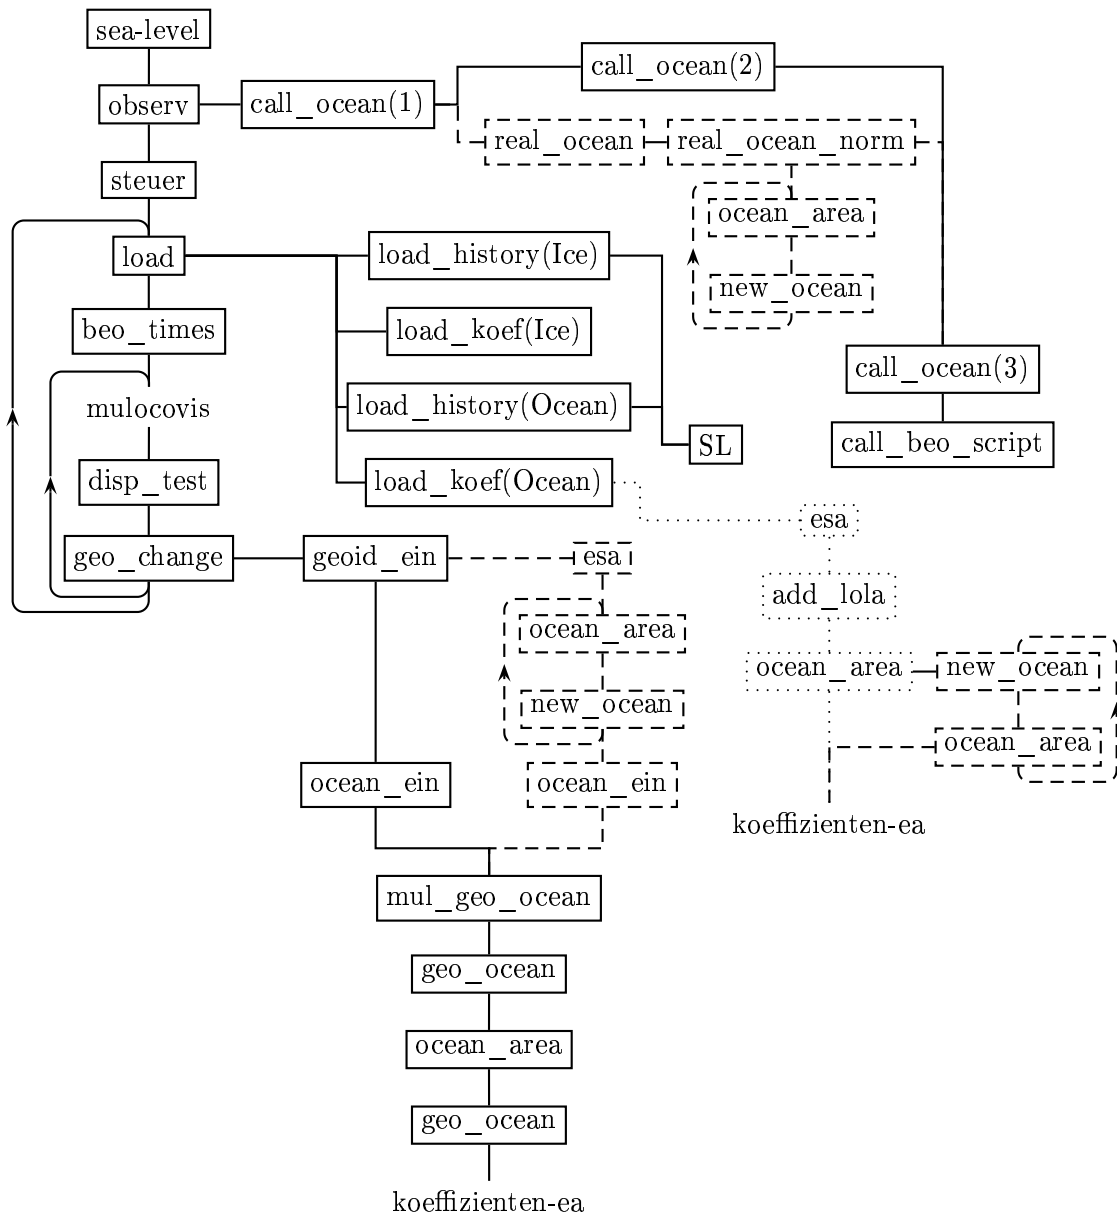 sea-level
call_ocean(2)
observ
call_ocean(1)
real_ocean
real_ocean_norm
steuer
ocean_area
load
load_history(Ice)
new_ocean
beo_times
load_koef(Ice)
call_ocean(3)
mulocovis
load_history(Ocean)
SL
call_beo_script
disp_test
load_koef(Ocean)
esa
geo_change
geoid_ein
esa
add_lola
ocean_area
ocean_area
new_ocean
new_ocean
ocean_area
ocean_ein
ocean_ein
koeffizienten-ea
mul_geo_ocean
geo_ocean
ocean_area
geo_ocean
koeffizienten-ea